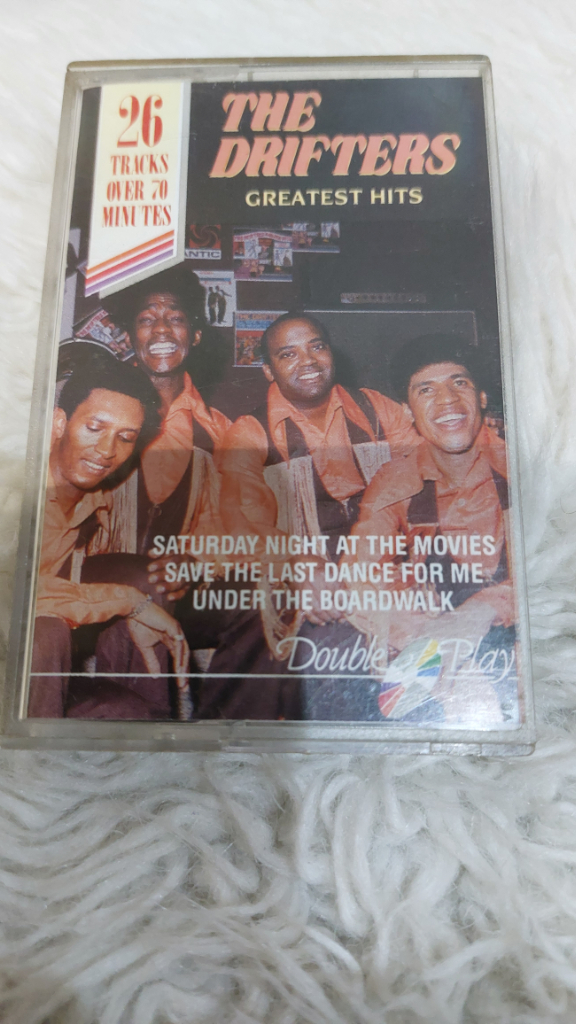 26
TRACKS
OVER 70
MINUTES
THE
DRIFTERS
GREATEST HITS
ANTIC
SATURDAY NIGHT AT THE MOVIES
SAVE THE LAST DANCE FOR ME
UNDER THE BOARDWALK
Double Play